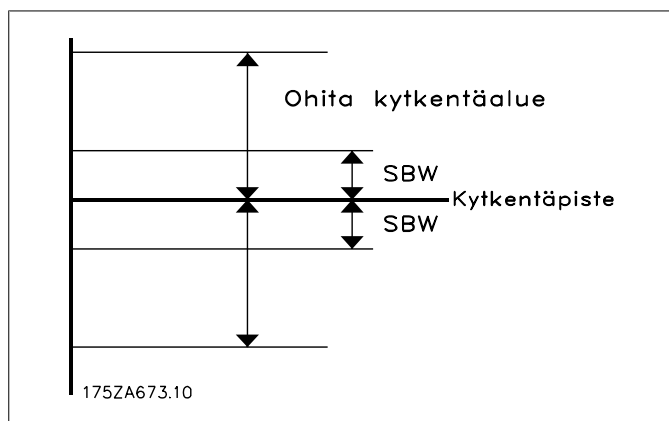 Ohita kytkentäalue
SBW
Kytkentäpiste
SBW
175ZA673.10